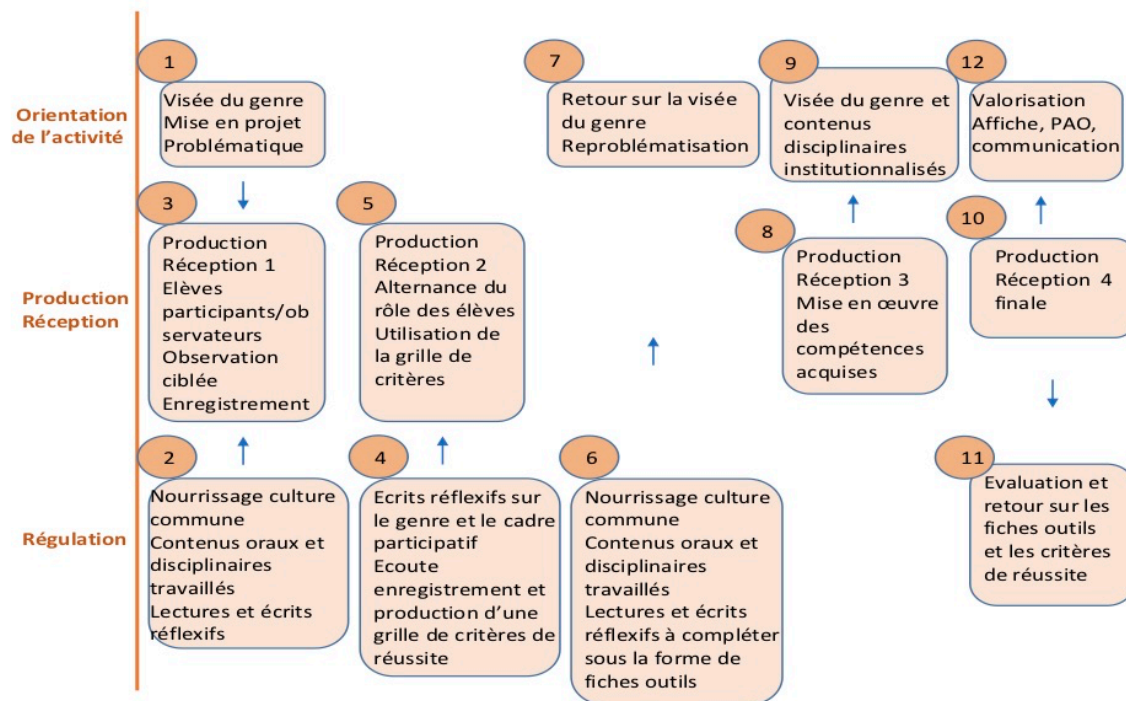 1
Visée du genre
Mise en projet
Problématique
7
Retour sur la visée
du genre
Reproblématisation
9
Visée du genre et
contenus
disciplinaires
institutionnalisés
12
Valorisation
Affiche, PAO,
communication
Orientation
de l'activité
3
Production
Réception 1
Elèves
participants/ob
servateurs
Observation
ciblée
Enregistrement
5
Production
Réception 2
Alternance du
rôle des élèves
Utilisation de
la grille de
critères
8
Production
Réception 3
Mise en œuvre
des
compétences
acquises
10
Production
Réception 4
finale
Production
Réception
2
Nourrissage culture
commune
Contenus oraux et
disciplinaires
travaillés
Lectures et écrits
réflexifs
4
Ecrits réflexifs sur
le genre et le cadre
participatif
Ecoute
enregistrement et
production d'une
grille de critères de
réussite
6
Nourrissage culture
commune
Contenus oraux et
disciplinaires
travaillés
Lectures et écrits
réflexifs à compléter
sous la forme de
fiches outils
11
Evaluation et
retour sur les
fiches outils
et les critères
de réussite
Régulation